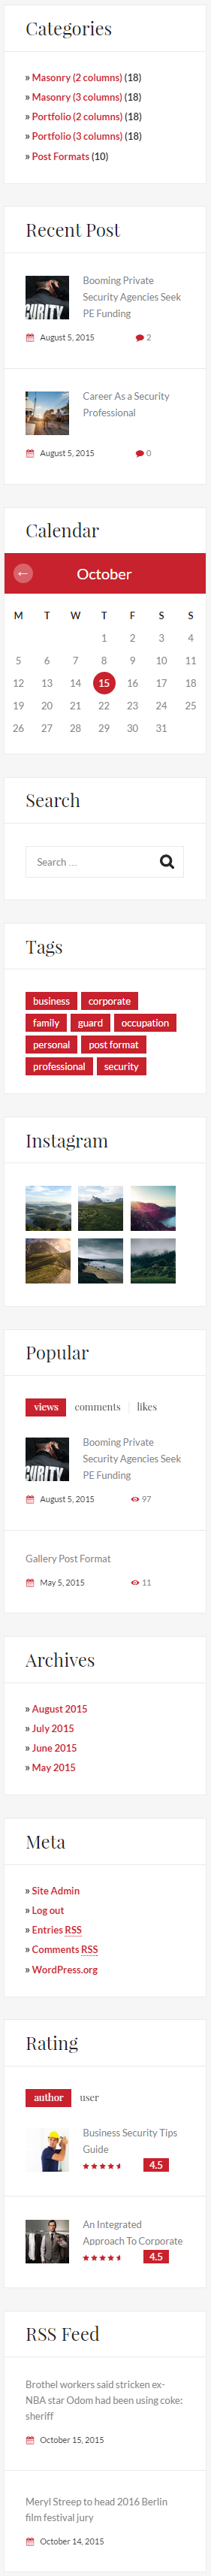 Categories
» Masonry (2 columns) (18)
» Masonry (3 columns) (18)
» Portfolio (2 columns) (18)
» Portfolio (3 columns) (18)
» Post Formats (10)
Recent Post
CURITY
Booming Private
Security Agencies Seek
PE Funding
August 5, 2015 2
Career As a Security
Professional
August 5, 2015 0
Calendar
← October
M T W T F S S
1 2 3 4
5 6 7 8 9 10 11
12 13 14 15 16 17 18
19 20 21 22 23 24 25
26 27 28 29 30 31
Search
Search ...
Tags
business corporate
family guard occupation
personal post format
professional security
Instagram
Popular
views comments likes
CURITY
Booming Private
Security Agencies Seek
PE Funding
August 5, 2015 97
Gallery Post Format
May 5, 2015 11
Archives
» August 2015
» July 2015
» June 2015
» May 2015
Meta
» Site Admin
» Log out
» Entries RSS
» Comments RSS
» WordPress.org
Rating
author user
Business Security Tips
Guide
4.5
An Integrated
Approach To Corporate
4.5
RSS Feed
Brothel workers said stricken ex-
NBA star Odom had been using coke:
sheriff
October 15, 2015
Meryl Streep to head 2016 Berlin
film festival jury
October 14, 2015